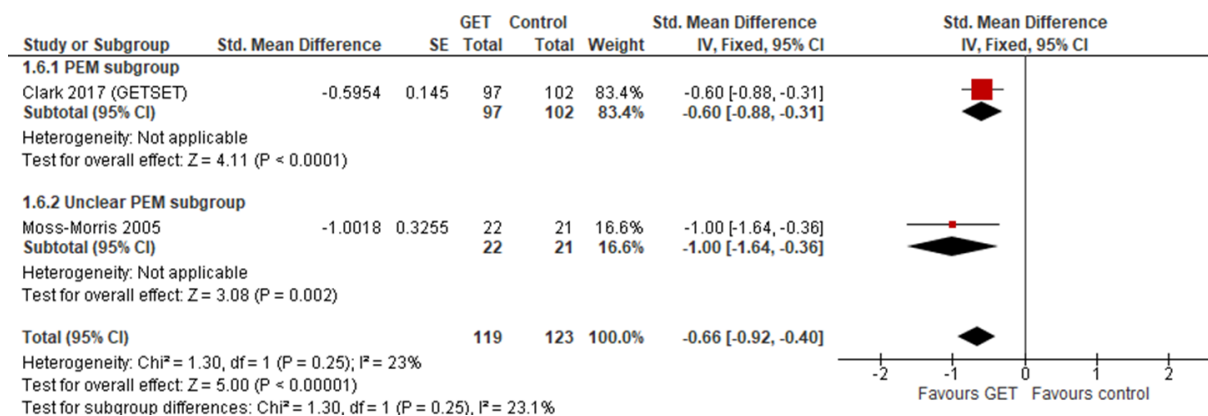 GET Control Std. Mean Difference Std. Mean Difference
Study or Subgroup Std. Mean Difference SE Total Total Weight IV, Fixed, 95% CI IV, Fixed, 95% CI
1.6.1 PEM subgroup
Clark 2017 (GETSET) -0.5954 0.145 97 102 83.4% -0.60 [-0.88, -0.31]
Subtotal (95% CI) 97 102 83.4% -0.60 [-0.88, -0.31]
Heterogeneity: Not applicable
Test for overall effect: Z = 4.11 (P < 0.0001)
1.6.2 Unclear PEM subgroup
Moss-Morris 2005 -1.0018 0.3255 22 21 16.6% -1.00 [-1.64, -0.36]
Subtotal (95% CI) 22 21 16.6% -1.00 [-1.64, -0.36]
Heterogeneity: Not applicable
Test for overall effect: Z = 3.08 (P = 0.002)
Total (95% CI) 119 123 100.0% -0.66 [-0.92, -0.40]
Heterogeneity: Chi² = 1.30, df = 1 (P = 0.25); I² = 23%
Test for overall effect: Z = 5.00 (P < 0.00001)
Test for subgroup differences: Chi² = 1.30, df = 1 (P = 0.25), I² = 23.1%
-2 -1 0 1 2
Favours GET Favours control